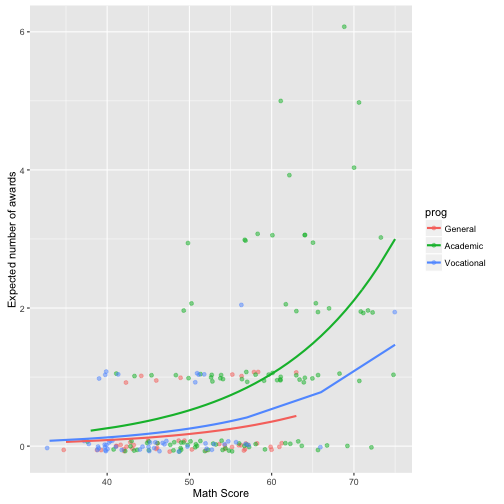 Expected number of awards
6
4
2
0
40
50
60
70
Math Score
prog
General
Academic
Vocational